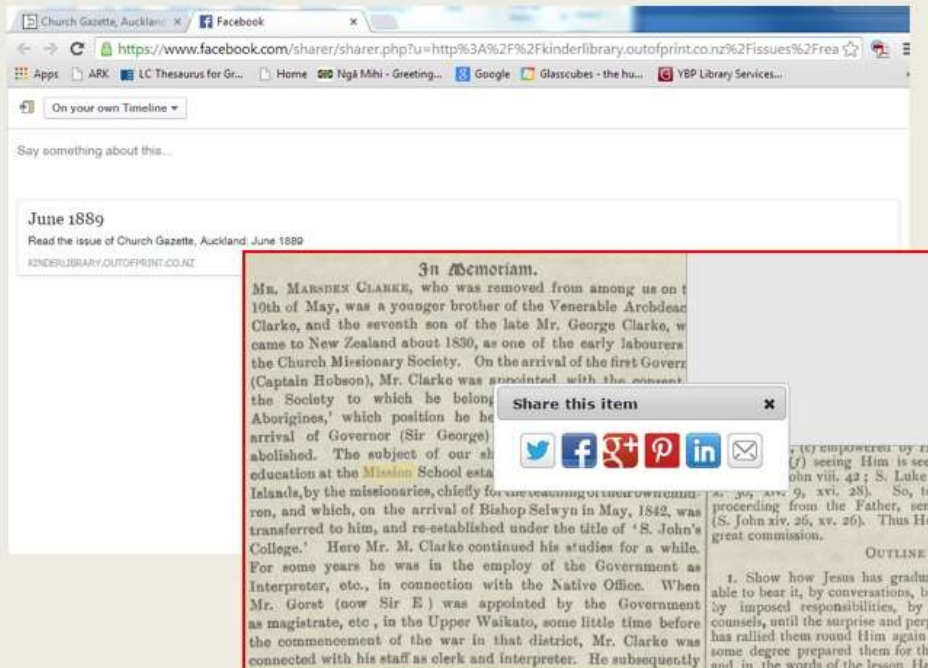 Church Gazette, Auckland
Facebook
https://www.facebook.com/sharer/sharer.php?u=http%3A%2F%2Fkinderlibrary.outofprint.co.nz%2Fissues%2Frea
Apps ARK LC Thesaurus for Gr... Home Ngā Mihi - Greeting... Google Glasscubes - the hu... YBP Library Services...
On your own Timeline
Say something about this...
June 1889
Read the issue of Church Gazette, Auckland: June 1889
KINDERLIBRARY.OUTOFPRINT.CO.NZ
In Memoriam.
MR. MARSDEN CLARKE, who was removed from among us on t
10th of May, was a younger brother of the Venerable Archdeac
Clarke, and the seventh son of the late Mr. George Clarke, w
came to New Zealand about 1830, as one of the early labourers
the Church Missionary Society. On the arrival of the first Govern
(Captain Hobson), Mr. Clarke was appointed, with the consent
the Society to which he belong
Aborigines,' which position he he
arrival of Governor (Sir George)
abolished. The subject of our sh
education at the Mission School esta
Islands, by the missionaries, chiefly for the teaching of their own child-
ren, and which, on the arrival of Bishop Selwyn in May, 1842, was
transferred to him, and re-established under the title of 'S. John's
College.' Here Mr. M. Clarke continued his studies for a while.
For some years he was in the employ of the Government as
Interpreter, etc., in connection with the Native Office. When
Mr. Gorst (now Sir E ) was appointed by the Government
as magistrate, etc , in the Upper Waikato, some little time before
the commencement of the war in that district, Mr. Clarke was
connected with his staff as clerk and interpreter. He subsequently
Share this item
in
(e) empowered by
(f) seeing Him is see
John viii. 42 ; S. Luke
9, xvi. 28). So, t
proceeding from the Father, sen
(S. John xiv. 26, xv. 26). Thus He
great commission.
OUTLINE
1. Show how Jesus has gradu
able to bear it, by conversations, b
by imposed responsibilities, by
counsels, until the surprise and perp
has rallied them round Him again
some degree prepared them for th
and, in the words of the lesson, He